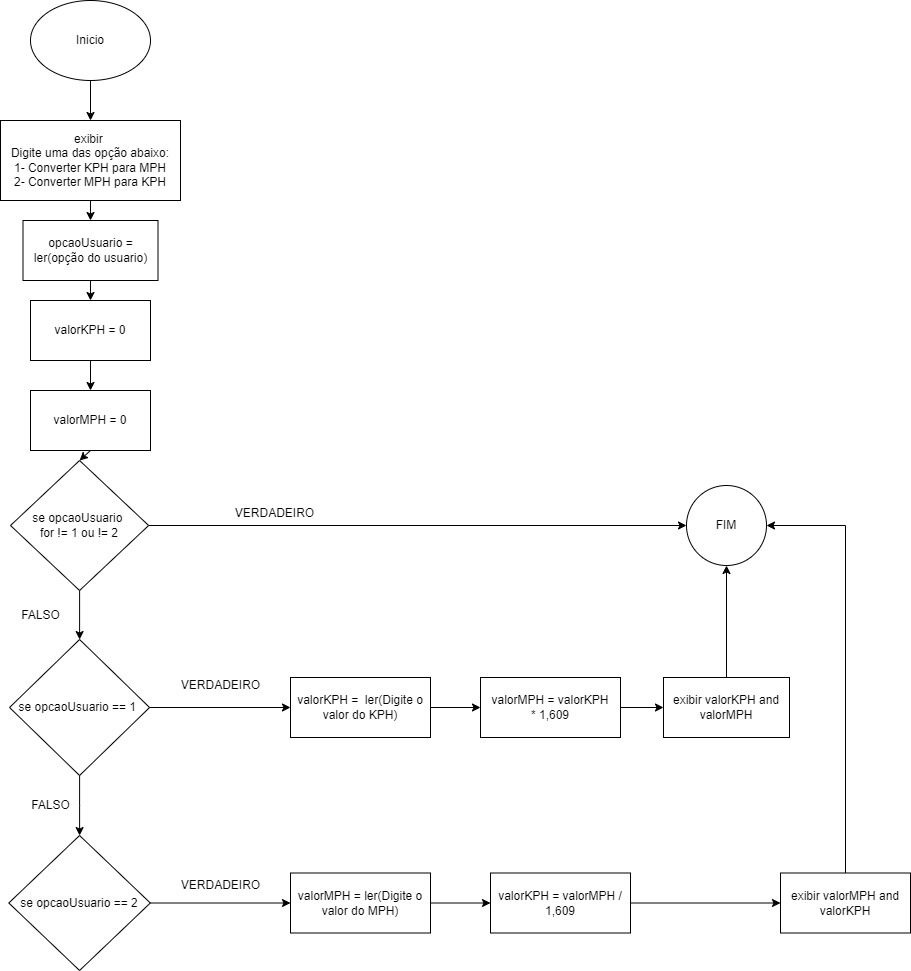 Inicio
exibir
Digite uma das opção abaixo:
1- Converter KPH para MPH
2- Converter MPH para KPH
opcaoUsuario =
ler(opção do usuario)
valorKPH = 0
valorMPH = 0
se opcaoUsuario
for != 1 ou != 2
VERDADEIRO
FIM
FALSO
se opcaoUsuario == 1
VERDADEIRO
valorKPH = ler(Digite o
valor do KPH)
valorMPH = valorKPH
* 1,609
exibir valorKPH and
valorMPH
FALSO
se opcaoUsuario == 2
VERDADEIRO
valorMPH = ler(Digite o
valor do MPH)
valorKPH = valorMPH /
1,609
exibir valorMPH and
valorKPH